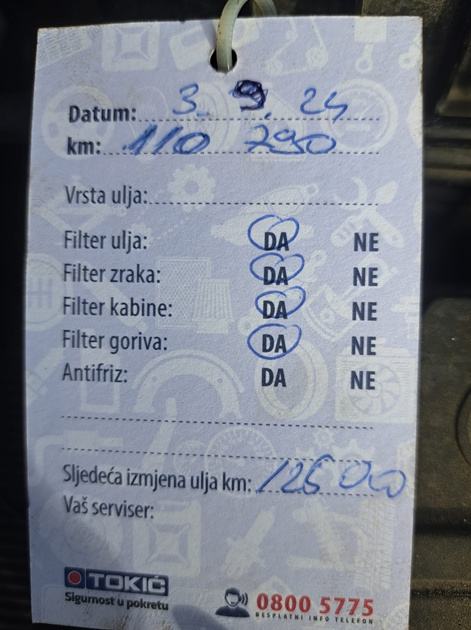 Datum: 3. 9. 24
km: 110 790
Vrsta ulja:
Filter ulja: DA NE
Filter zraka: DA NE
Filter kabine: DA NE
Filter goriva: DA NE
Antifriz: DA NE
Sljedeća izmjena ulja km: 126 000
Vaš serviser:
TOKIĆ
Sigurnost u pokretu
0800 5775
BESPLATNI INFO TELEFON